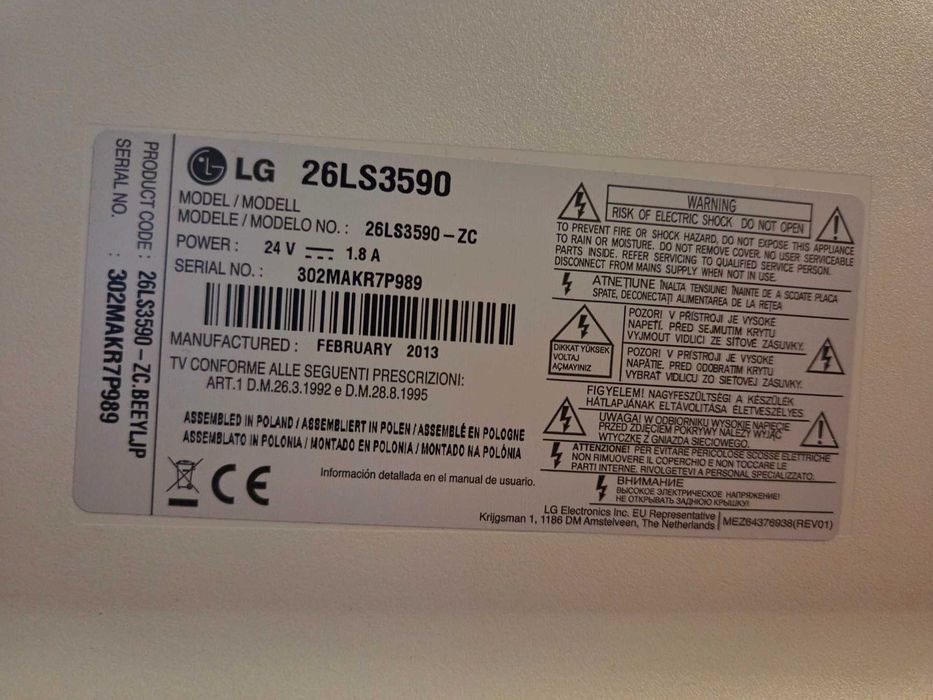 PRODUCT CODE : 26LS3590-ZC.BEEYLJP
SERIAL NO. 302MAKR7P989
LG 26LS3590
MODEL / MODELL
MODELE / MODELO NO. : 26LS3590-ZC
POWER : 24 V 1.8 A
SERIAL NO. : 302MAKR7P989
MANUFACTURED : FEBRUARY 2013
TV CONFORME ALLE SEGUENTI PRESCRIZIONI:
ART.1 D.M.26.3.1992 e D.M.28.8.1995
ASSEMBLED IN POLAND / ASSEMBLIERT IN POLEN / ASSEMBLÉ EN POLOGNE
ASSEMBLATO IN POLONIA / MONTADO EN POLONIA / MONTADO NA POLÓNIA
CE
Información detallada en el manual de usuario.
WARNING
RISK OF ELECTRIC SHOCK DO NOT OPEN
TO PREVENT FIRE OR SHOCK HAZARD, DO NOT EXPOSE THIS APPLIANCE
TO RAIN OR MOISTURE. DO NOT REMOVE COVER. NO USER SERVICEABLE
PARTS INSIDE. REFER SERVICING TO QUALIFIED SERVICE PERSON.
DISCONNECT FROM MAINS SUPPLY WHEN NOT IN USE.
ATNEŢIUNE ÎNALTA TENSIUNE! ÎNAINTE DE A SCOATE PLACA
SPATE, DECONECTAŢI ALIMENTAREA DE LA REŢEA
DIKKAT YÜKSEK
VOLTAJ
AÇMAYINIZ
POZOR! V PŘÍSTROJI JE VYSOKÉ
NAPETÍ. PŘED SEJMUTIM KRYTU
VYJMOUT VIDLICI ZE SÍŤOVÉ ZÁSUVKY.
POZOR! V PRÍSTROJI JE VYSOKÉ
NAPÄTIE. PRED ODOBRATIM KRYTU
VYBRAŤ VIDLICU ZO SIEŤOVEJ ZÁSUVKY.
FIGYELEM! NAGYFESZÜLTSÉGI A KÉSZÜLÉK
HÁTLAPJÁNAK ELTÁVOLÍTÁSA ÉLETVESZÉLYES
UWAGA! W ODBIORNIKU WYSOKIE NAPIĘCIE
PRZED ZDJĘCIEM POKRYWY NALEŻY WYJĄĆ
WTYCZKĘ Z GNIAZDA SIECIOWEGO.
ATTENZIONE! PER EVITARE PERICOLOSE SCOSSE ELETTRICHE
NON RIMUOVERE IL COPERCHIO E NON TOCCARE LE
PARTI INTERNE. RIVOLGETEVI A PERSONAL SPECIALIZZATO.
ВНИМАНИЕ
ВЫСОКОЕ ЭЛЕКТРИЧЕСКОЕ НАПРЯЖЕНИЕ!
НЕ ОТКРЫВАТЬ ЗАДНЮЮ КРЫШКУ!
LG Electronics Inc. EU Representative
Krijgsman 1, 1186 DM Amstelveen, The Netherlands
MEZ64376938(REV01)